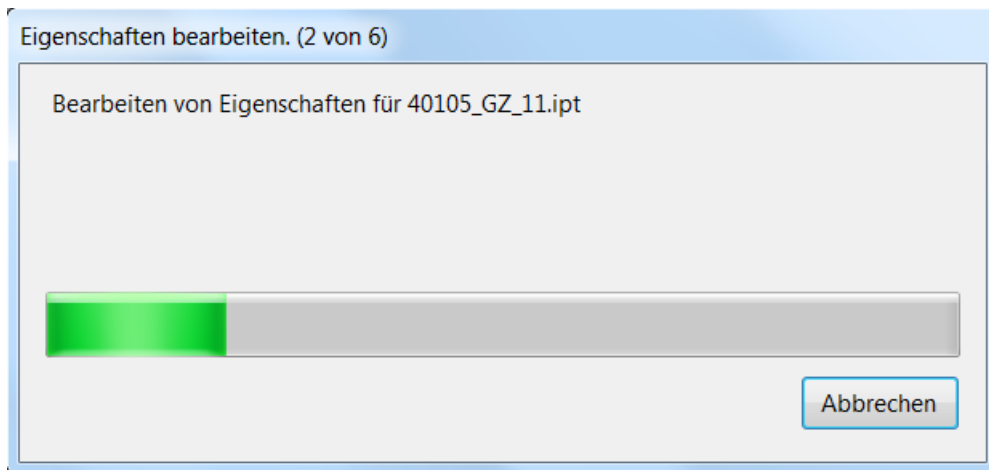 Eigenschaften bearbeiten. (2 von 6)
Bearbeiten von Eigenschaften für 40105_GZ_11.ipt
Abbrechen